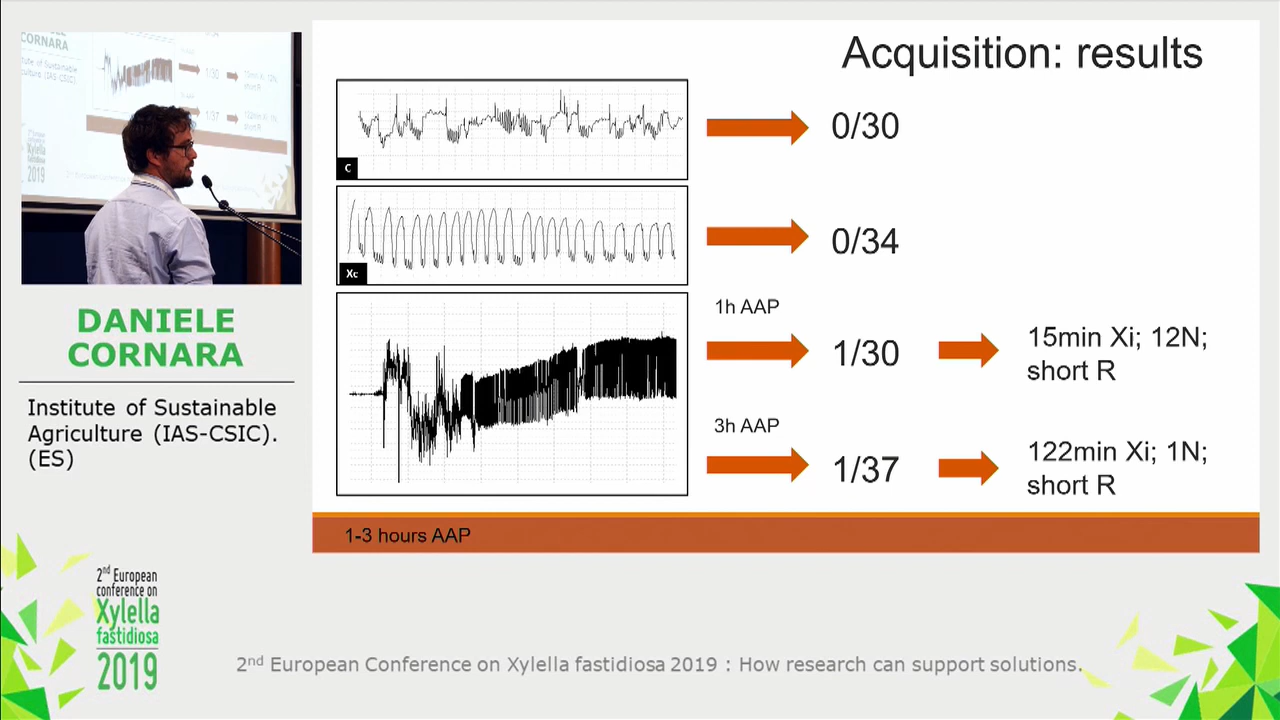 Acquisition: results
C
0/30
Xc
0/34
1h AAP
1/30
15min Xi; 12N;
short R
3h AAP
1/37
122min Xi; 1N;
short R
1-3 hours AAP
DANIELE
CORNARA
Institute of Sustainable
Agriculture (IAS-CSIC).
(ES)
2nd European
conference on
Xylella
fastidiosa
2019
2nd European Conference on Xylella fastidiosa 2019 : How research can support solutions.